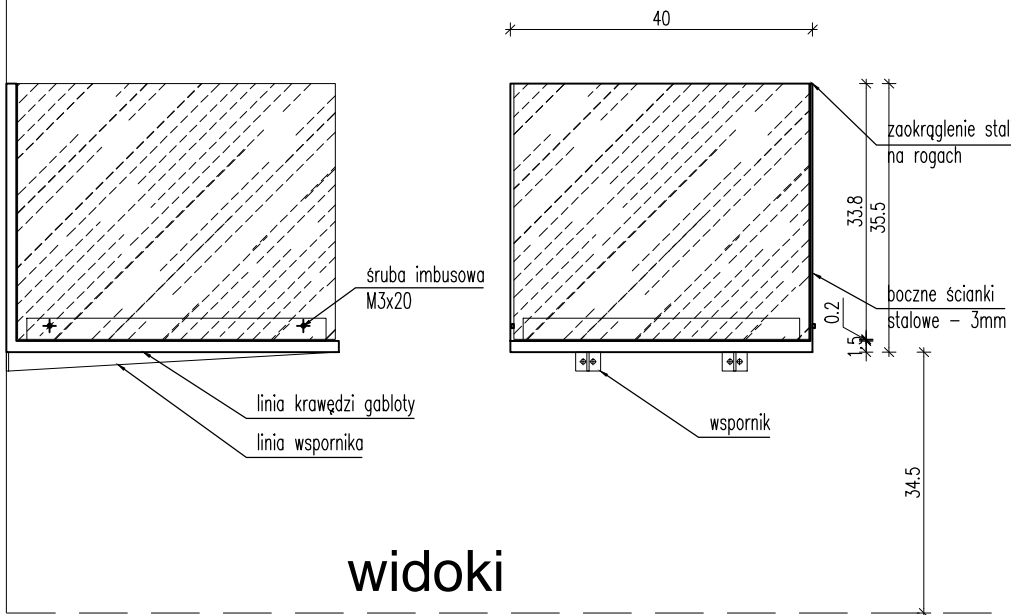 40
zaokrąglenie stal
na rogach
33.8
35.5
śruba imbusowa
M3x20
boczne ścianki
stalowe - 3mm
0.2
1.5
linia krawędzi gabloty
linia wspornika
wspornik
34.5
widoki